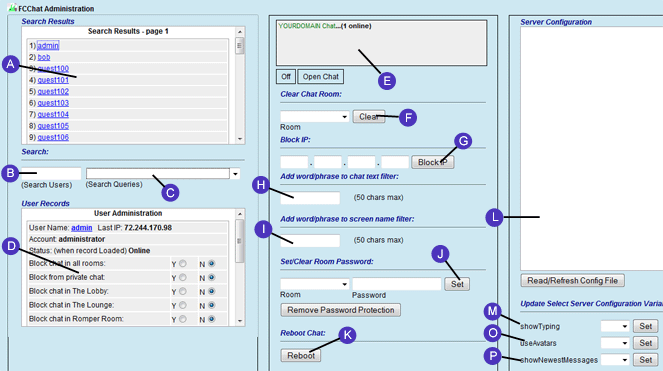 FCChat Administration
Search Results
Search Results - page 1
1) admin
2) bob
3) guest100
4) guest101
5) guest102
6) guest103
7) guest104
8) guest105
9) guest106
A
Search:
B
C
(Search Users)
(Search Queries)
User Records
User Administration
User Name: admin Last IP: 72.244.170.98
Account: administrator
Status: (when record Loaded) Online
D
Block chat in all rooms: Y N
Block from private chat: Y N
Block chat in The Lobby: Y N
Block chat in The Lounge: Y N
Block chat in Romper Room: Y N
YOURDOMAIN Chat...(1 online)
E
Off
Open Chat
Clear Chat Room:
Clear
F
Room
Block IP:
G
. . .
Block IP
Add word/phrase to chat text filter:
H
(50 chars max)
Add word/phrase to screen name filter:
I
(50 chars max)
Set/Clear Room Password:
J
Set
Room
Password
Remove Password Protection
Reboot Chat:
K
Reboot
Server Configuration
L
Read/Refresh Config File
Update Select Server Configuration Varia
M
showTyping
Set
O
useAvatars
Set
P
showNewestMessages
Set